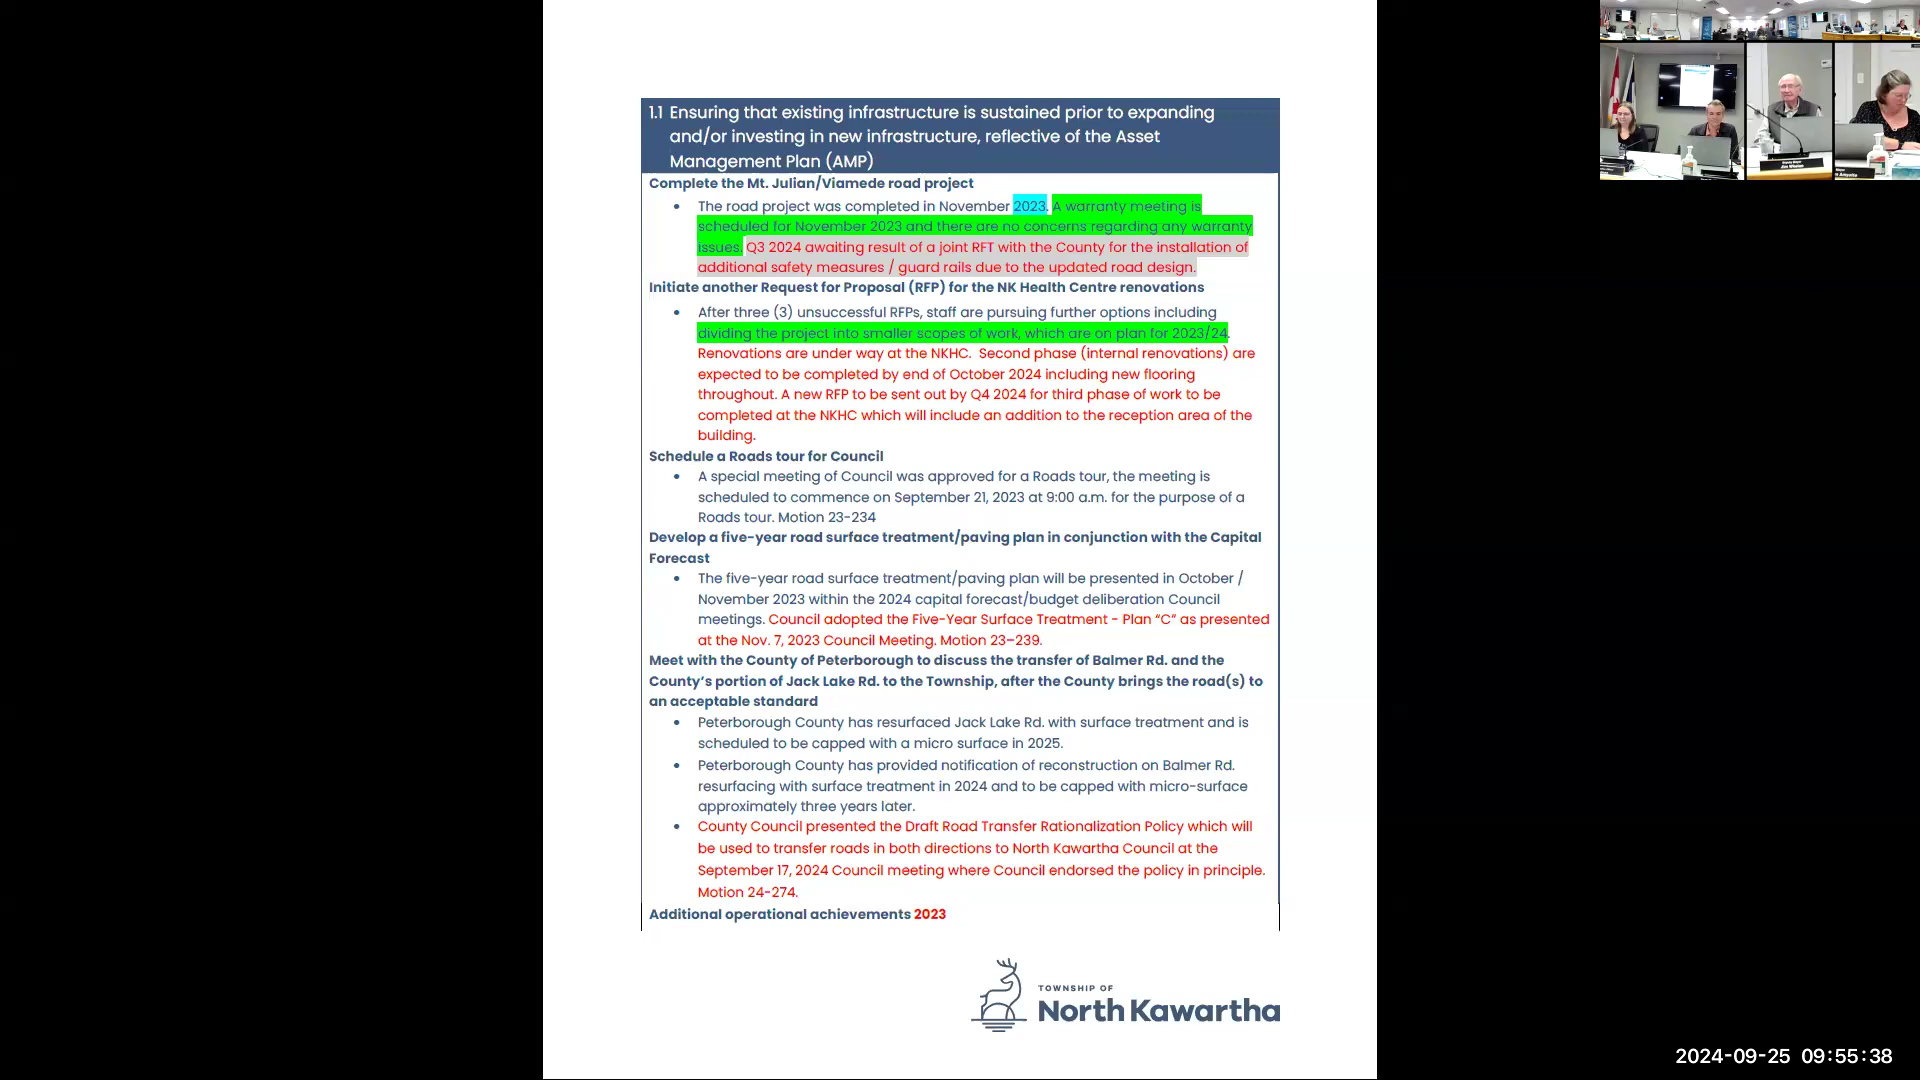 1.1 Ensuring that existing infrastructure is sustained prior to expanding
and/or investing in new infrastructure, reflective of the Asset
Management Plan (AMP)
Complete the Mt. Julian/Viamede road project
• The road project was completed in November 2023. A warranty meeting is
scheduled for November 2023 and there are no concerns regarding any warranty
issues. Q3 2024 awaiting result of a joint RFT with the County for the installation of
additional safety measures / guard rails due to the updated road design.
Initiate another Request for Proposal (RFP) for the NK Health Centre renovations
• After three (3) unsuccessful RFPs, staff are pursuing further options including
dividing the project into smaller scopes of work, which are on plan for 2023/24.
Renovations are under way at the NKHC. Second phase (internal renovations) are
expected to be completed by end of October 2024 including new flooring
throughout. A new RFP to be sent out by Q4 2024 for third phase of work to be
completed at the NKHC which will include an addition to the reception area of the
building.
Schedule a Roads tour for Council
• A special meeting of Council was approved for a Roads tour, the meeting is
scheduled to commence on September 21, 2023 at 9:00 a.m. for the purpose of a
Roads tour. Motion 23-234
Develop a five-year road surface treatment/paving plan in conjunction with the Capital
Forecast
• The five-year road surface treatment/paving plan will be presented in October /
November 2023 within the 2024 capital forecast/budget deliberation Council
meetings. Council adopted the Five-Year Surface Treatment - Plan “C” as presented
at the Nov. 7, 2023 Council Meeting. Motion 23–239.
Meet with the County of Peterborough to discuss the transfer of Balmer Rd. and the
County’s portion of Jack Lake Rd. to the Township, after the County brings the road(s) to
an acceptable standard
• Peterborough County has resurfaced Jack Lake Rd. with surface treatment and is
scheduled to be capped with a micro surface in 2025.
• Peterborough County has provided notification of reconstruction on Balmer Rd.
resurfacing with surface treatment in 2024 and to be capped with micro-surface
approximately three years later.
• County Council presented the Draft Road Transfer Rationalization Policy which will
be used to transfer roads in both directions to North Kawartha Council at the
September 17, 2024 Council meeting where Council endorsed the policy in principle.
Motion 24-274.
Additional operational achievements 2023
TOWNSHIP OF
North Kawartha
2024-09-25 09:55:38